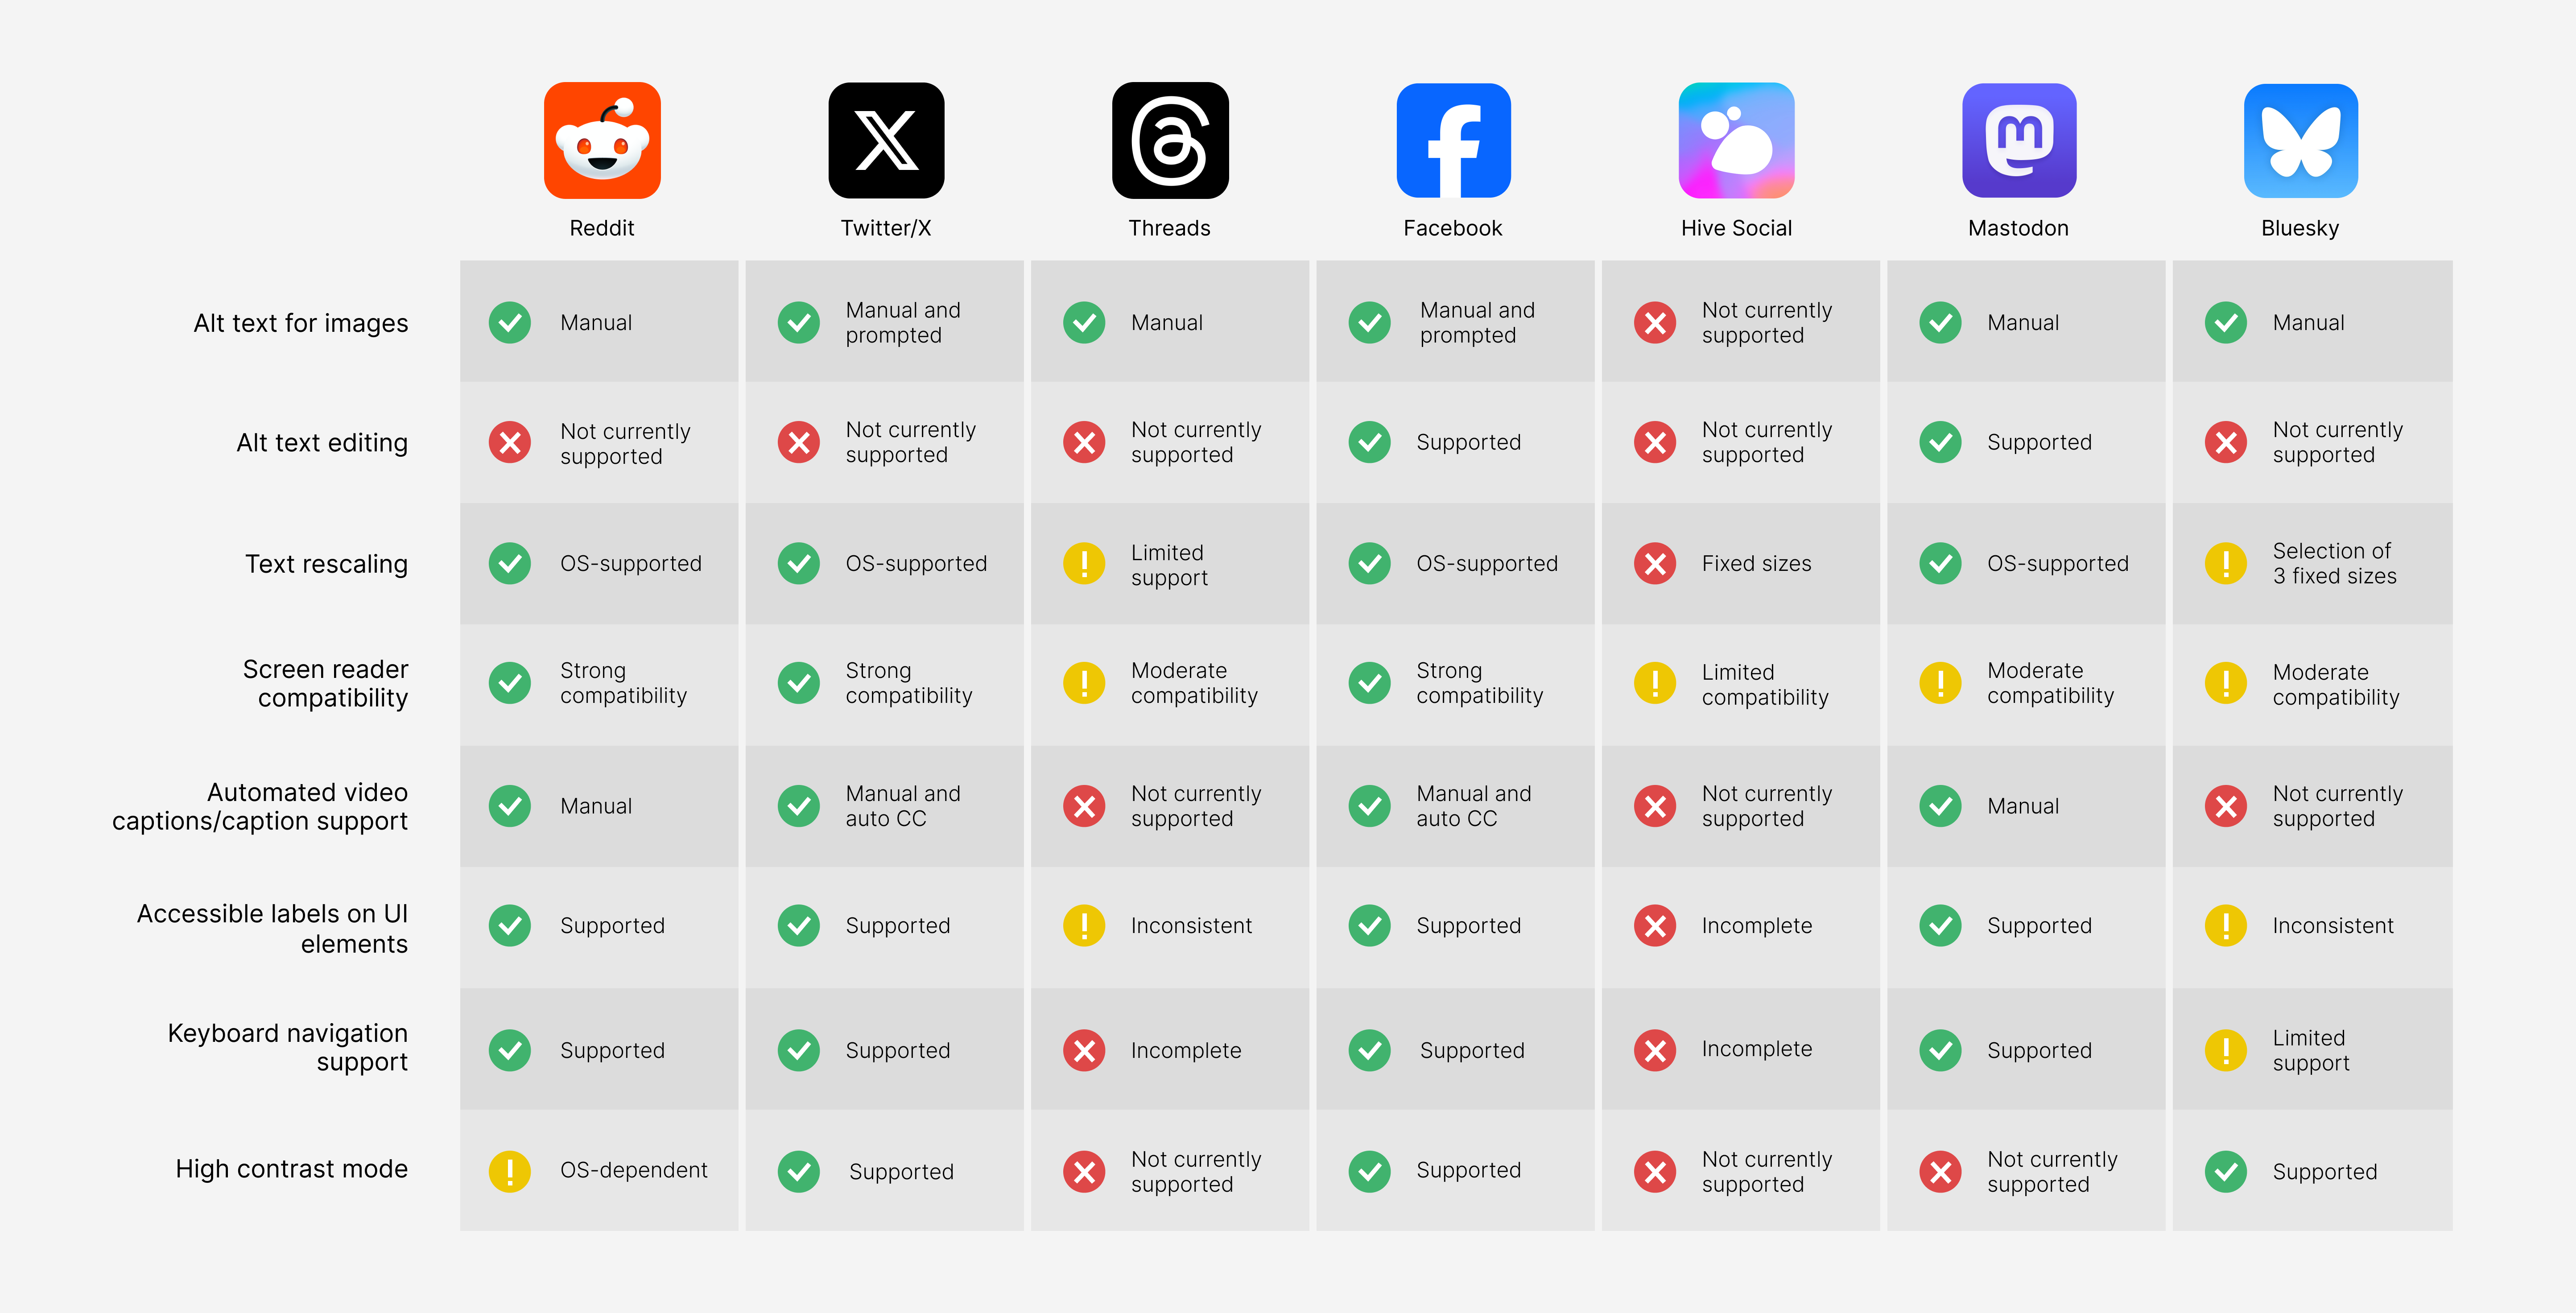 Reddit
Twitter/X
Threads
Facebook
Hive Social
Mastodon
Bluesky
Alt text for images
Manual
Manual and
prompted
Manual
Manual and
prompted
Not currently
supported
Manual
Manual
Alt text editing
Not currently
supported
Not currently
supported
Not currently
supported
Supported
Not currently
supported
Supported
Not currently
supported
Text rescaling
OS-supported
OS-supported
Limited
support
OS-supported
Fixed sizes
OS-supported
Selection of
3 fixed sizes
Screen reader
compatibility
Strong
compatibility
Strong
compatibility
Moderate
compatibility
Strong
compatibility
Limited
compatibility
Moderate
compatibility
Moderate
compatibility
Automated video
captions/caption support
Manual
Manual and
auto CC
Not currently
supported
Manual and
auto CC
Not currently
supported
Manual
Not currently
supported
Accessible labels on UI
elements
Supported
Supported
Inconsistent
Supported
Incomplete
Supported
Inconsistent
Keyboard navigation
support
Supported
Supported
Incomplete
Supported
Incomplete
Supported
Limited
support
High contrast mode
OS-dependent
Supported
Not currently
supported
Supported
Not currently
supported
Not currently
supported
Supported